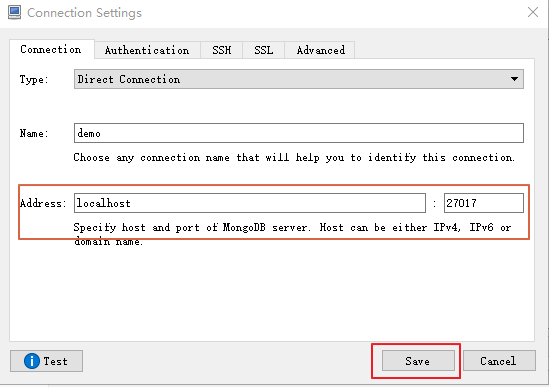 Connection Settings
Connection Authentication SSH SSL Advanced
Type: Direct Connection
Name: demo
Choose any connection name that will help you to identify this connection.
Address: localhost : 27017
Specify host and port of MongoDB server. Host can be either IPv4, IPv6 or
domain name.
Test Save Cancel